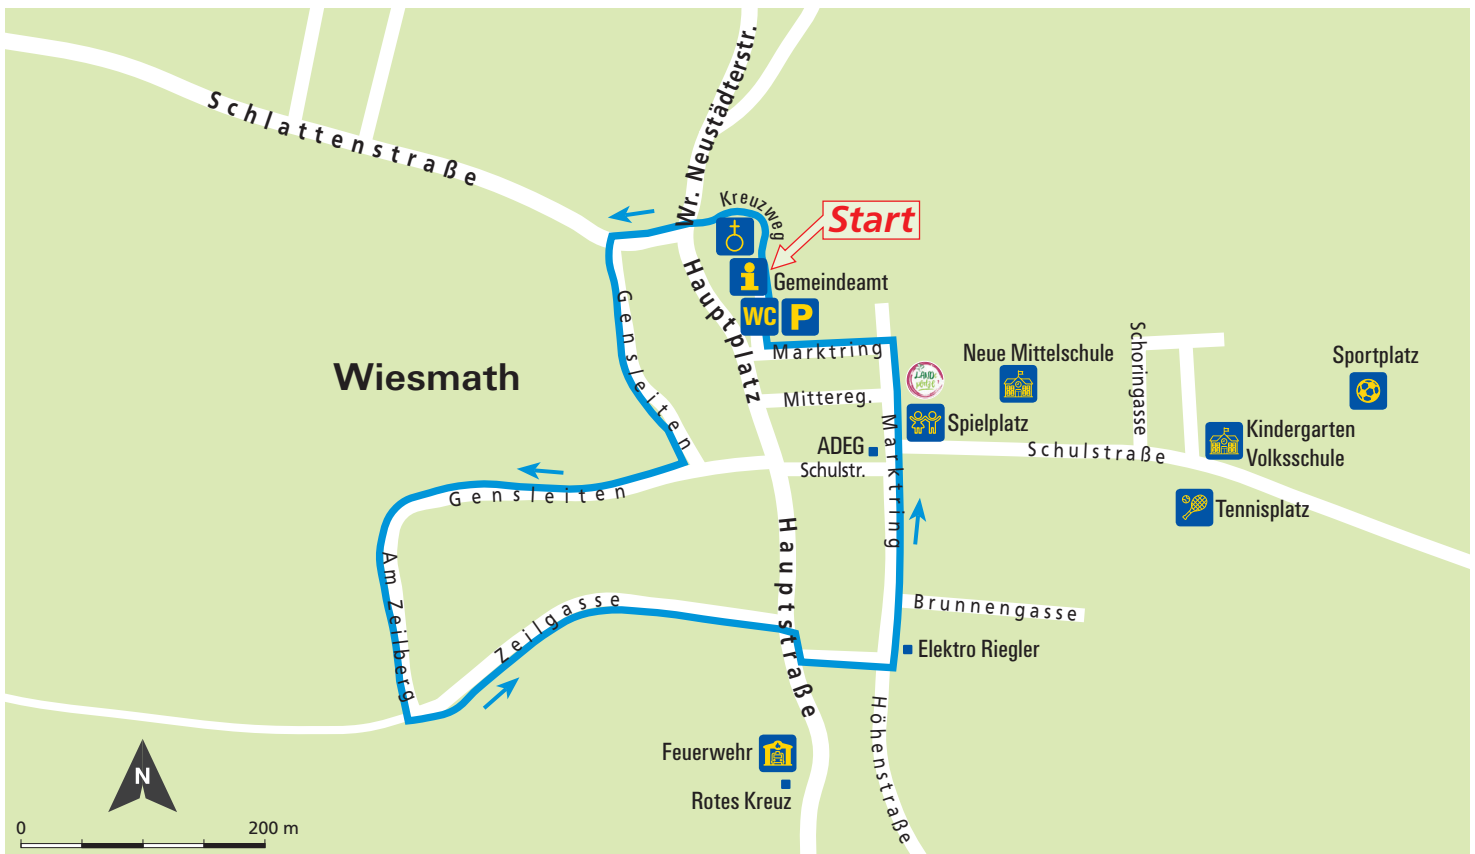 Wr. Neustädterstr.
Schlattenstraße
Kreuzweg
Start
Hauptplatz
i
Gemeindeamt
WC
P
Gensleiten
Marktring
Schoringasse
Neue Mittelschule
Sportplatz
Wiesmath
LAND
Mittereg.
Marktring
Spielplatz
Kindergarten
Volksschule
ADEG
Schulstraße
Schulstr.
Gensleiten
Tennisplatz
Hauptstraße
Am Zeilberg
Zeilgasse
Brunnengasse
Elektro Riegler
Höhenstraße
Feuerwehr
Rotes Kreuz
N
0 200 m